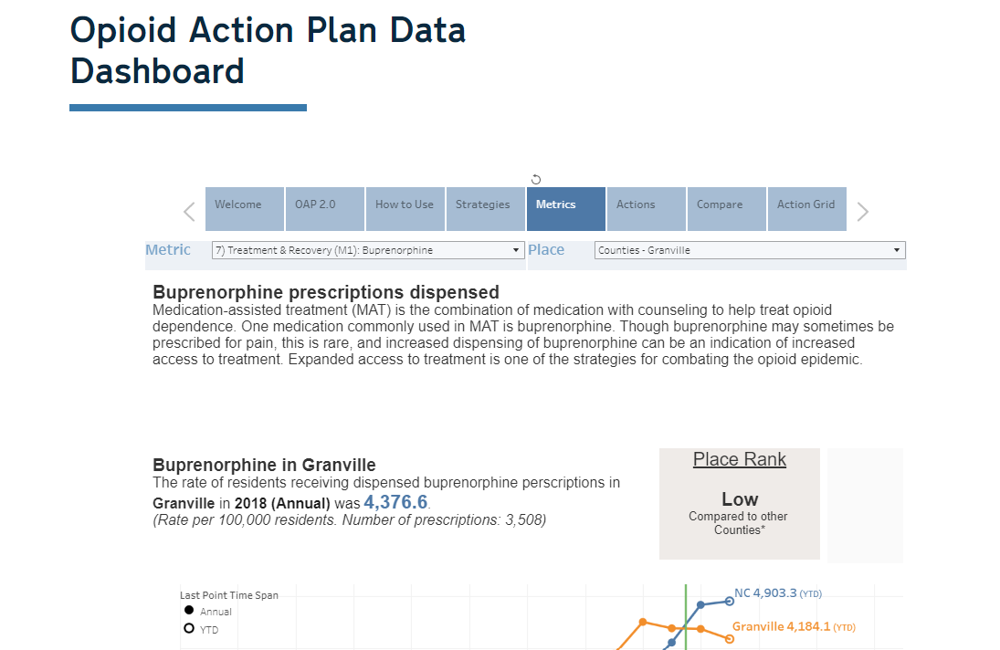 Opioid Action Plan Data
Dashboard
Welcome
OAP 2.0
How to Use
Strategies
Metrics
Actions
Compare
Action Grid
Metric
7) Treatment & Recovery (M1): Buprenorphine
Place
Counties - Granville
Buprenorphine prescriptions dispensed
Medication-assisted treatment (MAT) is the combination of medication with counseling to help treat opioid
dependence. One medication commonly used in MAT is buprenorphine. Though buprenorphine may sometimes be
prescribed for pain, this is rare, and increased dispensing of buprenorphine can be an indication of increased
access to treatment. Expanded access to treatment is one of the strategies for combating the opioid epidemic.
Buprenorphine in Granville
The rate of residents receiving dispensed buprenorphine perscriptions in
Granville in 2018 (Annual) was 4,376.6.
(Rate per 100,000 residents. Number of prescriptions: 3,508)
Place Rank
Low
Compared to other
Counties*
Last Point Time Span
Annual
YTD
NC 4,903.3 (YTD)
Granville 4,184.1 (YTD)